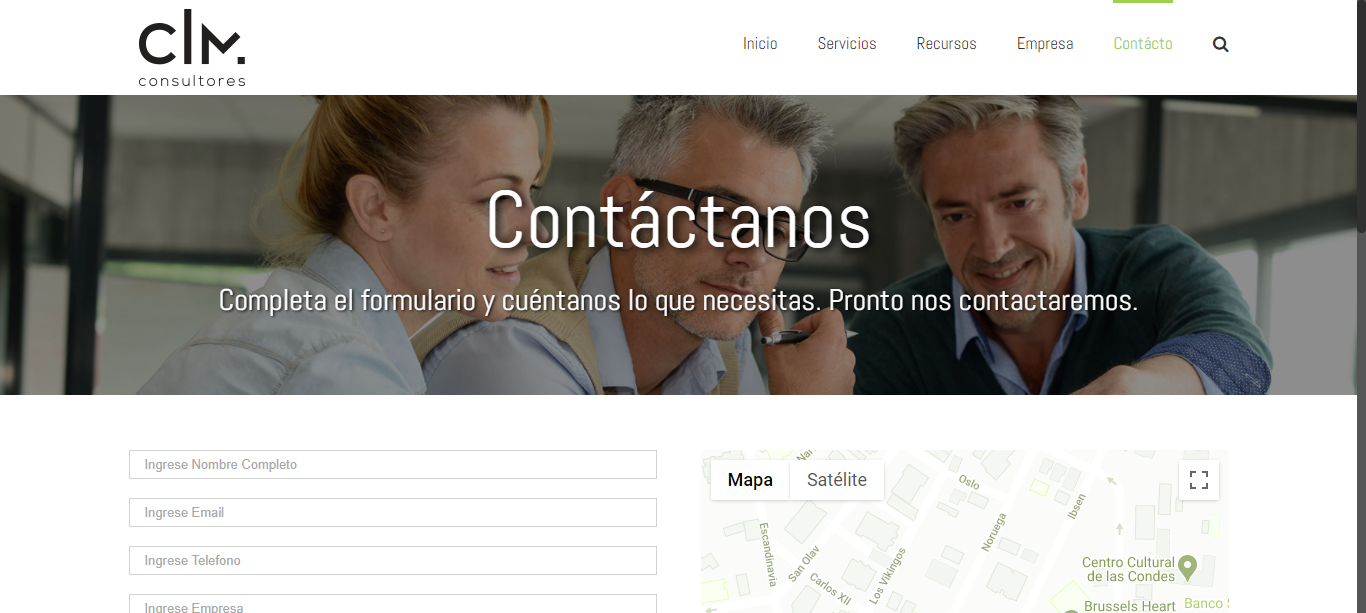 clm.
consultores
Inicio
Servicios
Recursos
Empresa
Contácto
Contáctanos
Completa el formulario y cuéntanos lo que necesitas. Pronto nos contactaremos.
Ingrese Nombre Completo
Ingrese Email
Ingrese Telefono
Ingrese Empresa
Mapa
Satélite
Oslo
Ibsen
Noruega
Escandinavia
San Olav
Los Vikingos
Carlos XII
Centro Cultural
de las Condes
Brussels Heart
Banco